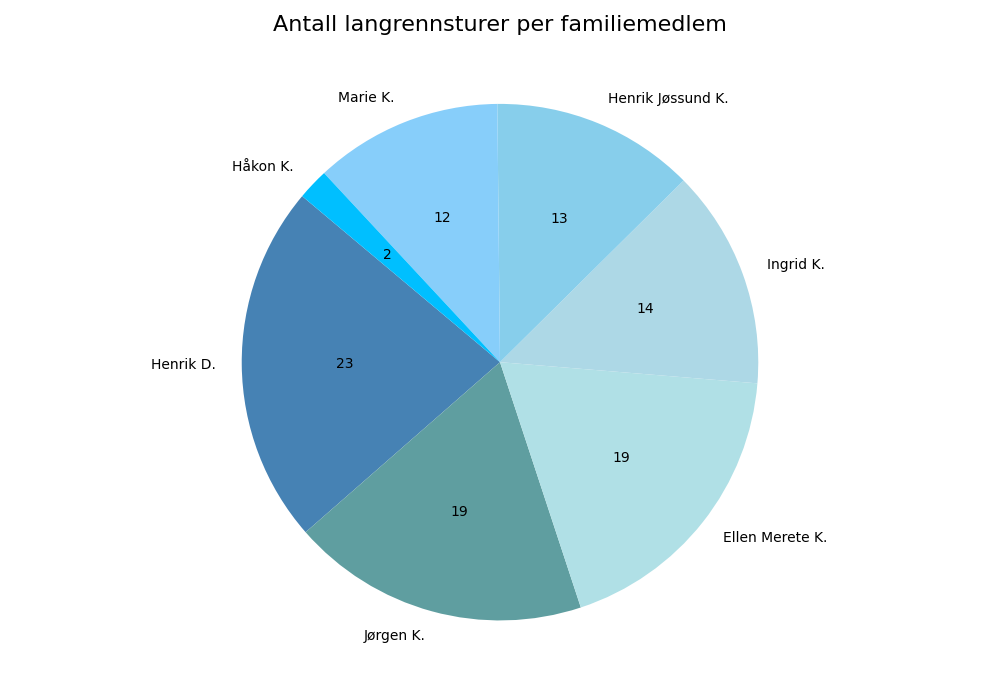 Antall langrennsturer per familiemedlem
Marie K.
Henrik Jøssund K.
Håkon K.
12
13
2
Ingrid K.
14
Henrik D.
23
19
19
Ellen Merete K.
Jørgen K.